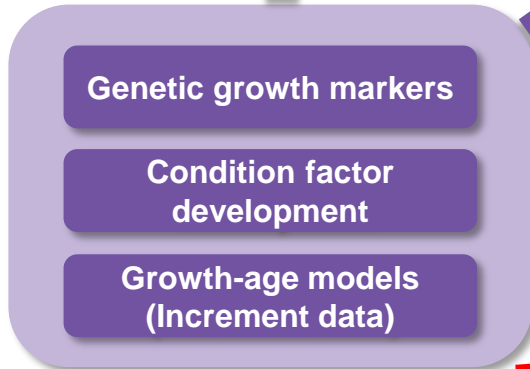 Genetic growth markers
Condition factor
development
Growth-age models
(Increment data)